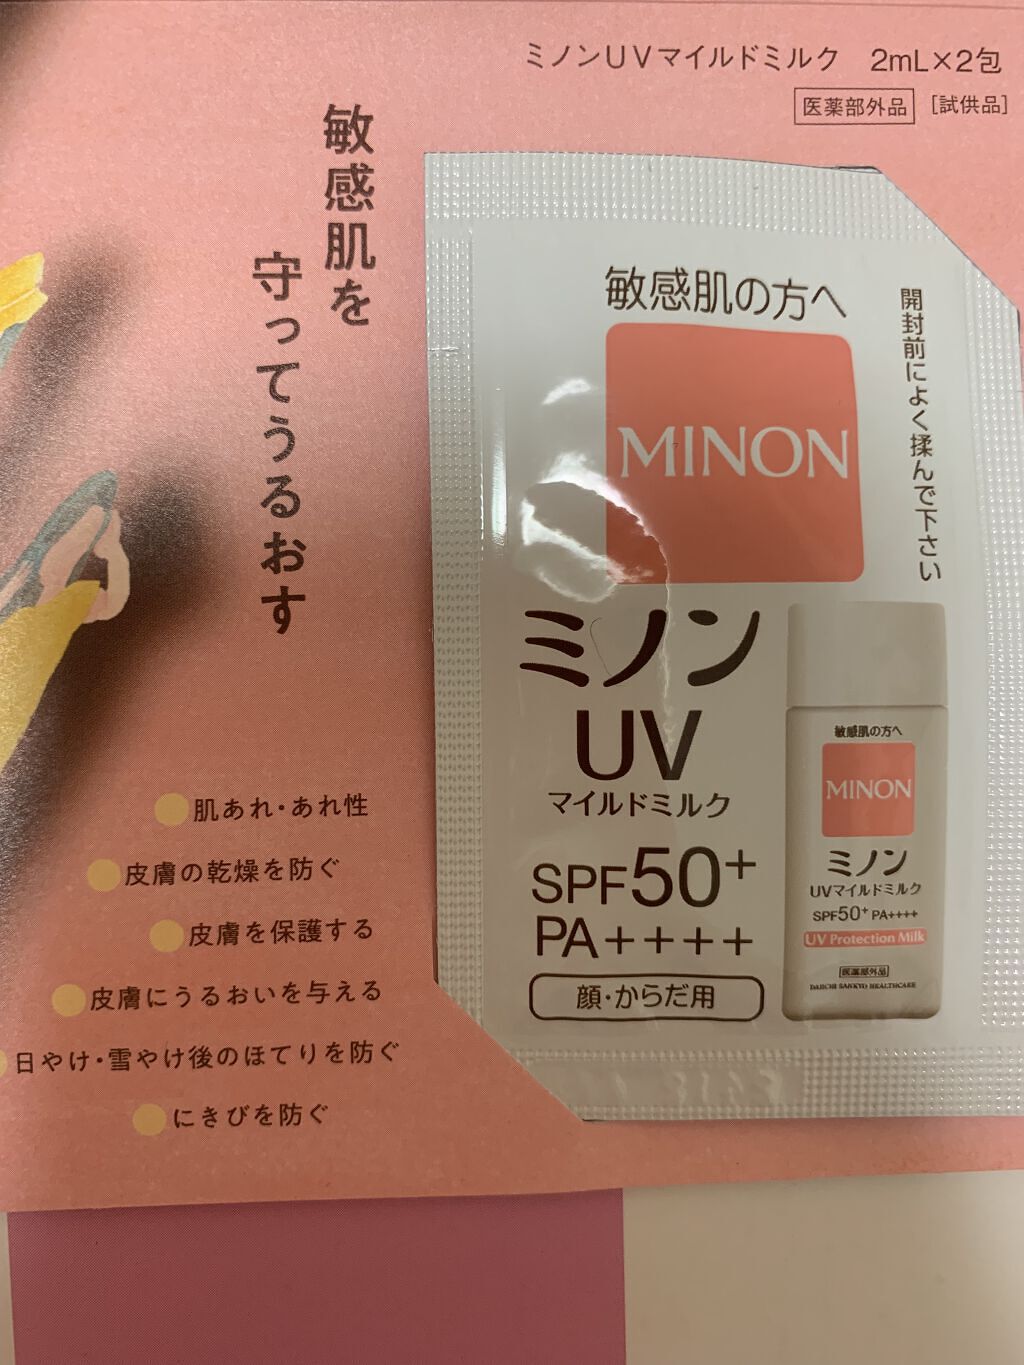 ミノンUVマイルドミルク 2mL×2包
医薬部外品 [試供品]
敏感肌を
守ってうるおす
敏感肌の方へ
MINON
開封前によく揉んで下さい
ミノン
UV
マイルドミルク
SPF50+
PA++++
顔・からだ用
敏感肌の方へ
MINON
ミノン
UVマイルドミルク
SPF50+ PA++++
UV Protection Milk
医薬部外品
DAIICHI SANKYO HEALTHCARE
肌あれ・あれ性
皮膚の乾燥を防ぐ
皮膚を保護する
皮膚にうるおいを与える
日やけ・雪やけ後のほてりを防ぐ
にきびを防ぐ